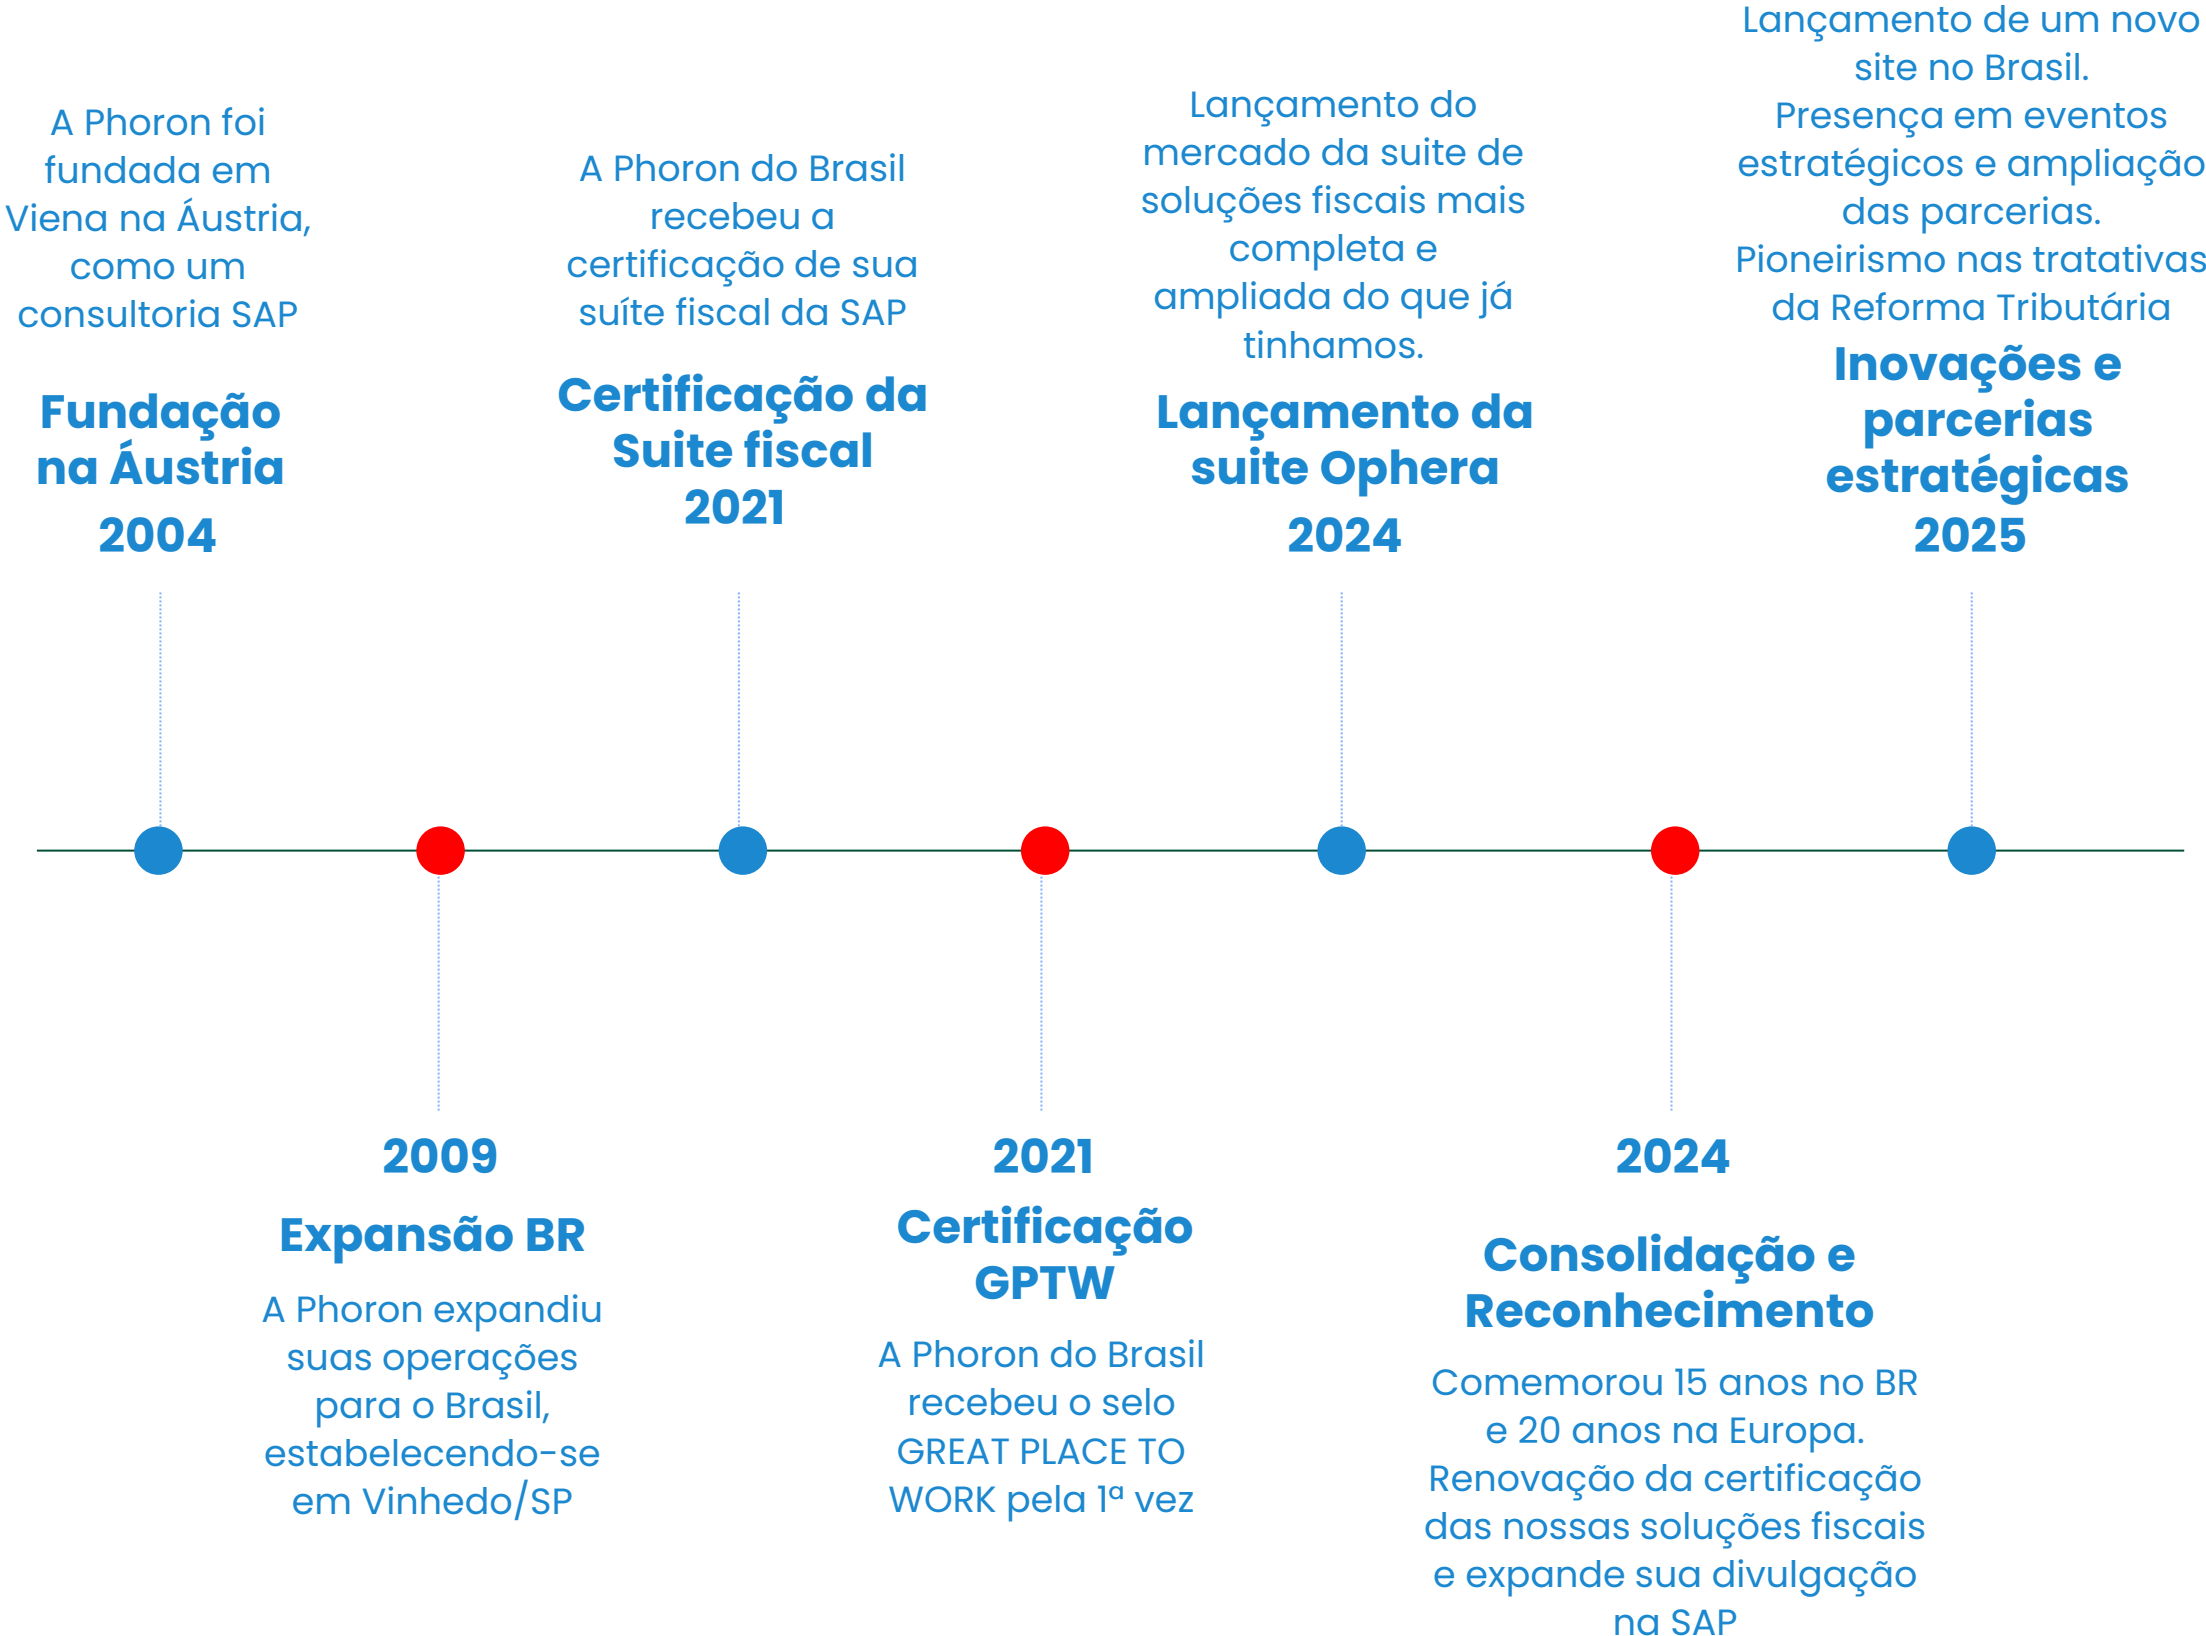 A Phoron foi
fundada em
Viena na Áustria,
como um
consultoria SAP
Fundação
na Áustria
2004
A Phoron do Brasil
recebeu a
certificação de sua
suíte fiscal da SAP
Certificação da
Suite fiscal
2021
Lançamento do
mercado da suite de
soluções fiscais mais
completa e
ampliada do que já
tinhamos.
Lançamento da
suite Ophera
2024
Lançamento de um novo
site no Brasil.
Presença em eventos
estratégicos e ampliação
das parcerias.
Pioneirismo nas tratativas
da Reforma Tributária
Inovações e
parcerias
estratégicas
2025
2009
Expansão BR
A Phoron expandiu
suas operações
para o Brasil,
estabelecendo-se
em Vinhedo/SP
2021
Certificação
GPTW
A Phoron do Brasil
recebeu o selo
GREAT PLACE TO
WORK pela 1ª vez
2024
Consolidação e
Reconhecimento
Comemorou 15 anos no BR
e 20 anos na Europa.
Renovação da certificação
das nossas soluções fiscais
e expande sua divulgação
na SAP